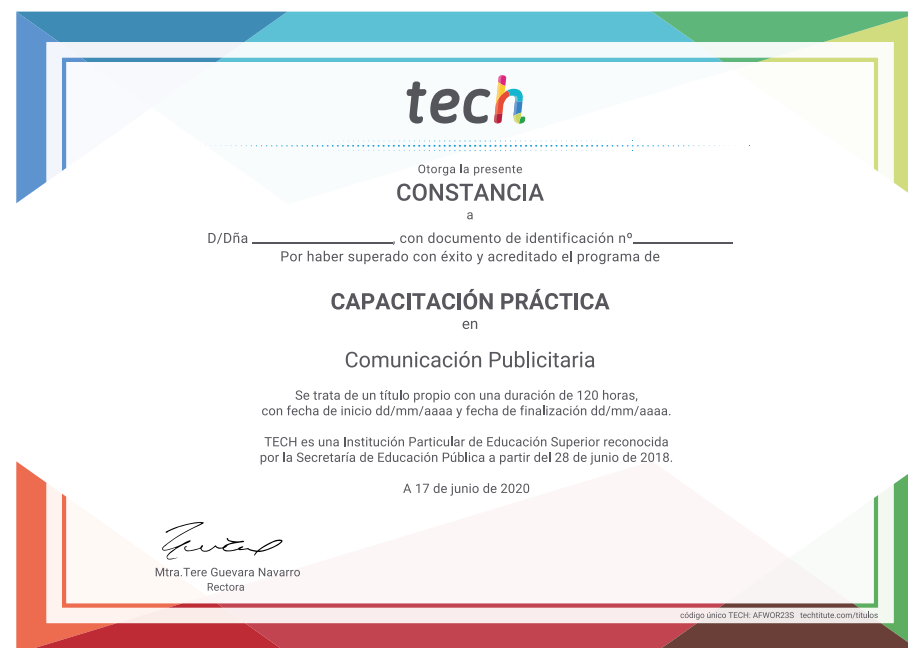 tech
Otorga la presente
CONSTANCIA
a
D/Dña ____________________, con documento de identificación nº______________
Por haber superado con éxito y acreditado el programa de
CAPACITACIÓN PRÁCTICA
en
Comunicación Publicitaria
Se trata de un título propio con una duración de 120 horas,
con fecha de inicio dd/mm/aaaa y fecha de finalización dd/mm/aaaa.
TECH es una Institución Particular de Educación Superior reconocida
por la Secretaría de Educación Pública a partir del 28 de junio de 2018.
A 17 de junio de 2020
Mtra.Tere Guevara Navarro
Rectora
código único TECH: AFWOR23S techtitute.com/títulos